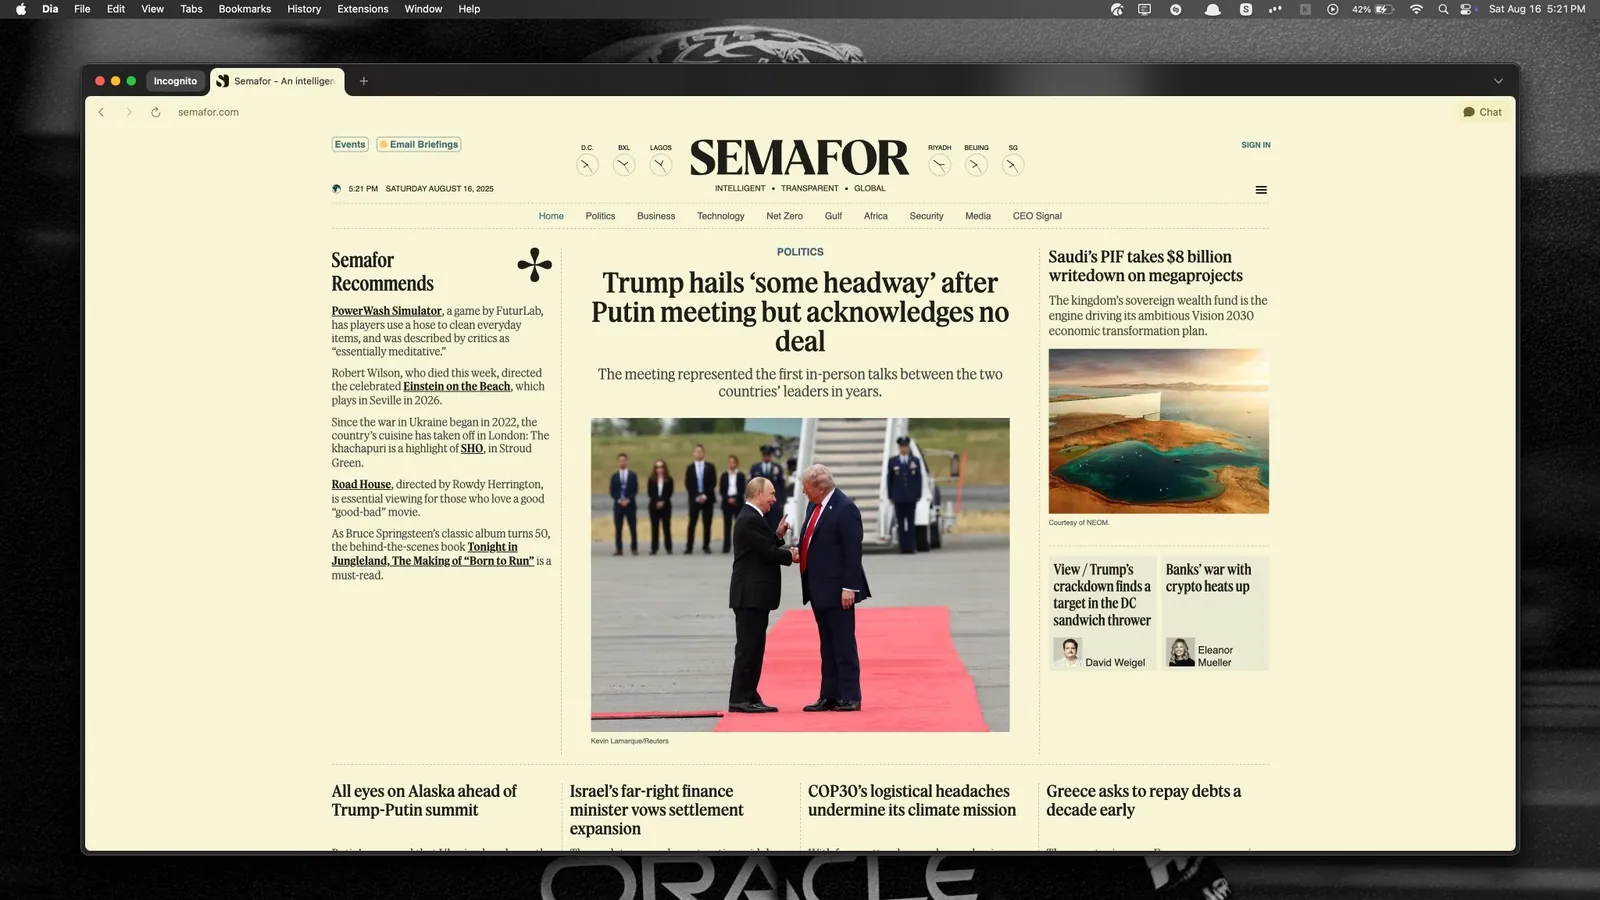 Dia File Edit View Tabs Bookmarks History Extensions Window Help
42%
Sat Aug 16 5:21 PM
Incognito
Semafor - An intelliger
semafor.com
Chat
Events
Email Briefings
D.C. BXL LAGOS
SEMAFOR
RIYADH BEIJING SG
SIGN IN
5:21 PM SATURDAY AUGUST 16, 2025
INTELLIGENT • TRANSPARENT • GLOBAL
Home Politics Business Technology Net Zero Gulf Africa Security Media CEO Signal
Semafor
Recommends
PowerWash Simulator, a game by FuturLab,
has players use a hose to clean everyday
items, and was described by critics as
“essentially meditative.”
Robert Wilson, who died this week, directed
the celebrated Einstein on the Beach, which
plays in Seville in 2026.
Since the war in Ukraine began in 2022, the
country’s cuisine has taken off in London: The
khachapuri is a highlight of SHO, in Stroud
Green.
Road House, directed by Rowdy Herrington,
is essential viewing for those who love a good
“good-bad” movie.
As Bruce Springsteen’s classic album turns 50,
the behind-the-scenes book Tonight in
Jungleland, The Making of “Born to Run” is a
must-read.
POLITICS
Trump hails ‘some headway’ after
Putin meeting but acknowledges no
deal
The meeting represented the first in-person talks between the two
countries’ leaders in years.
Kevin Lamarque/Reuters
Saudi’s PIF takes $8 billion
writedown on megaprojects
The kingdom’s sovereign wealth fund is the
engine driving its ambitious Vision 2030
economic transformation plan.
Courtesy of NEOM.
View / Trump’s
crackdown finds a
target in the DC
sandwich thrower
David Weigel
Banks’ war with
crypto heats up
Eleanor
Mueller
All eyes on Alaska ahead of
Trump-Putin summit
Israel’s far-right finance
minister vows settlement
expansion
COP30’s logistical headaches
undermine its climate mission
Greece asks to repay debts a
decade early
ORACLE